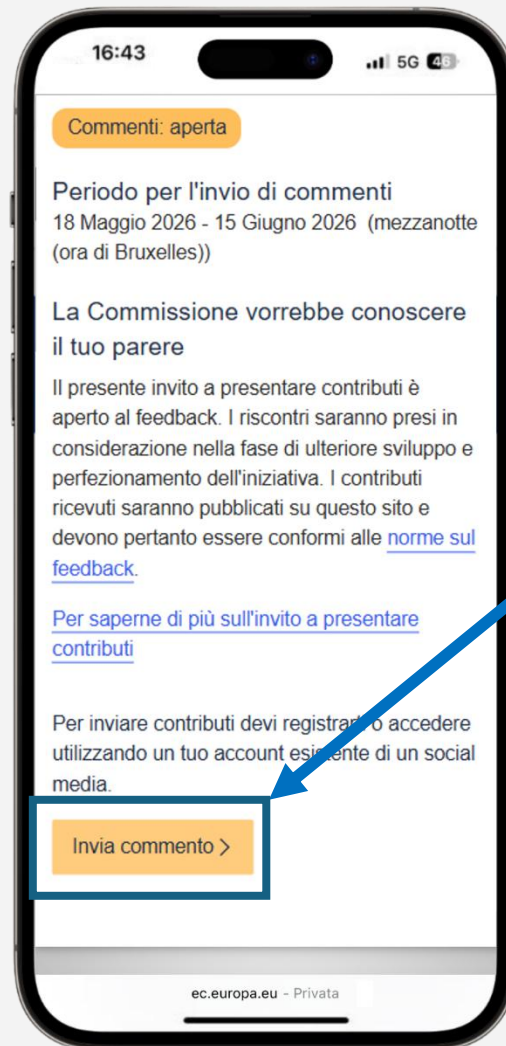 16:43
5G 46
Commenti: aperta
Periodo per l'invio di commenti
18 Maggio 2026 - 15 Giugno 2026 (mezzanotte
(ora di Bruxelles))
La Commissione vorrebbe conoscere
il tuo parere
Il presente invito a presentare contributi è
aperto al feedback. I riscontri saranno presi in
considerazione nella fase di ulteriore sviluppo e
perfezionamento dell'iniziativa. I contributi
ricevuti saranno pubblicati su questo sito e
devono pertanto essere conformi alle norme sul
feedback.
Per saperne di più sull'invito a presentare
contributi
Per inviare contributi devi o accedere
utilizzando un tuo account di un social
media.
Invia commento >
ec.europa.eu - Privata